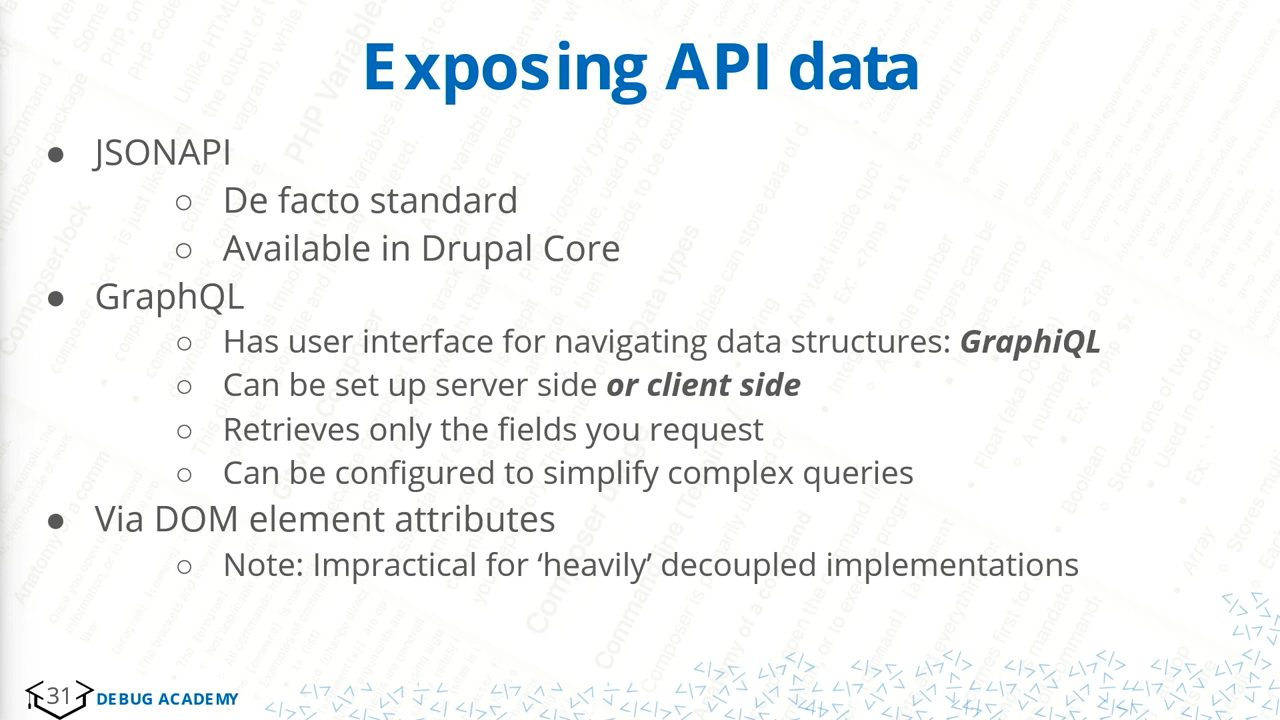 Exposing API data
● JSONAPI
○ De facto standard
○ Available in Drupal Core
● GraphQL
○ Has user interface for navigating data structures: GraphiQL
○ Can be set up server side or client side
○ Retrieves only the fields you request
○ Can be configured to simplify complex queries
● Via DOM element attributes
○ Note: Impractical for ‘heavily’ decoupled implementations
31 DEBUG ACADEMY